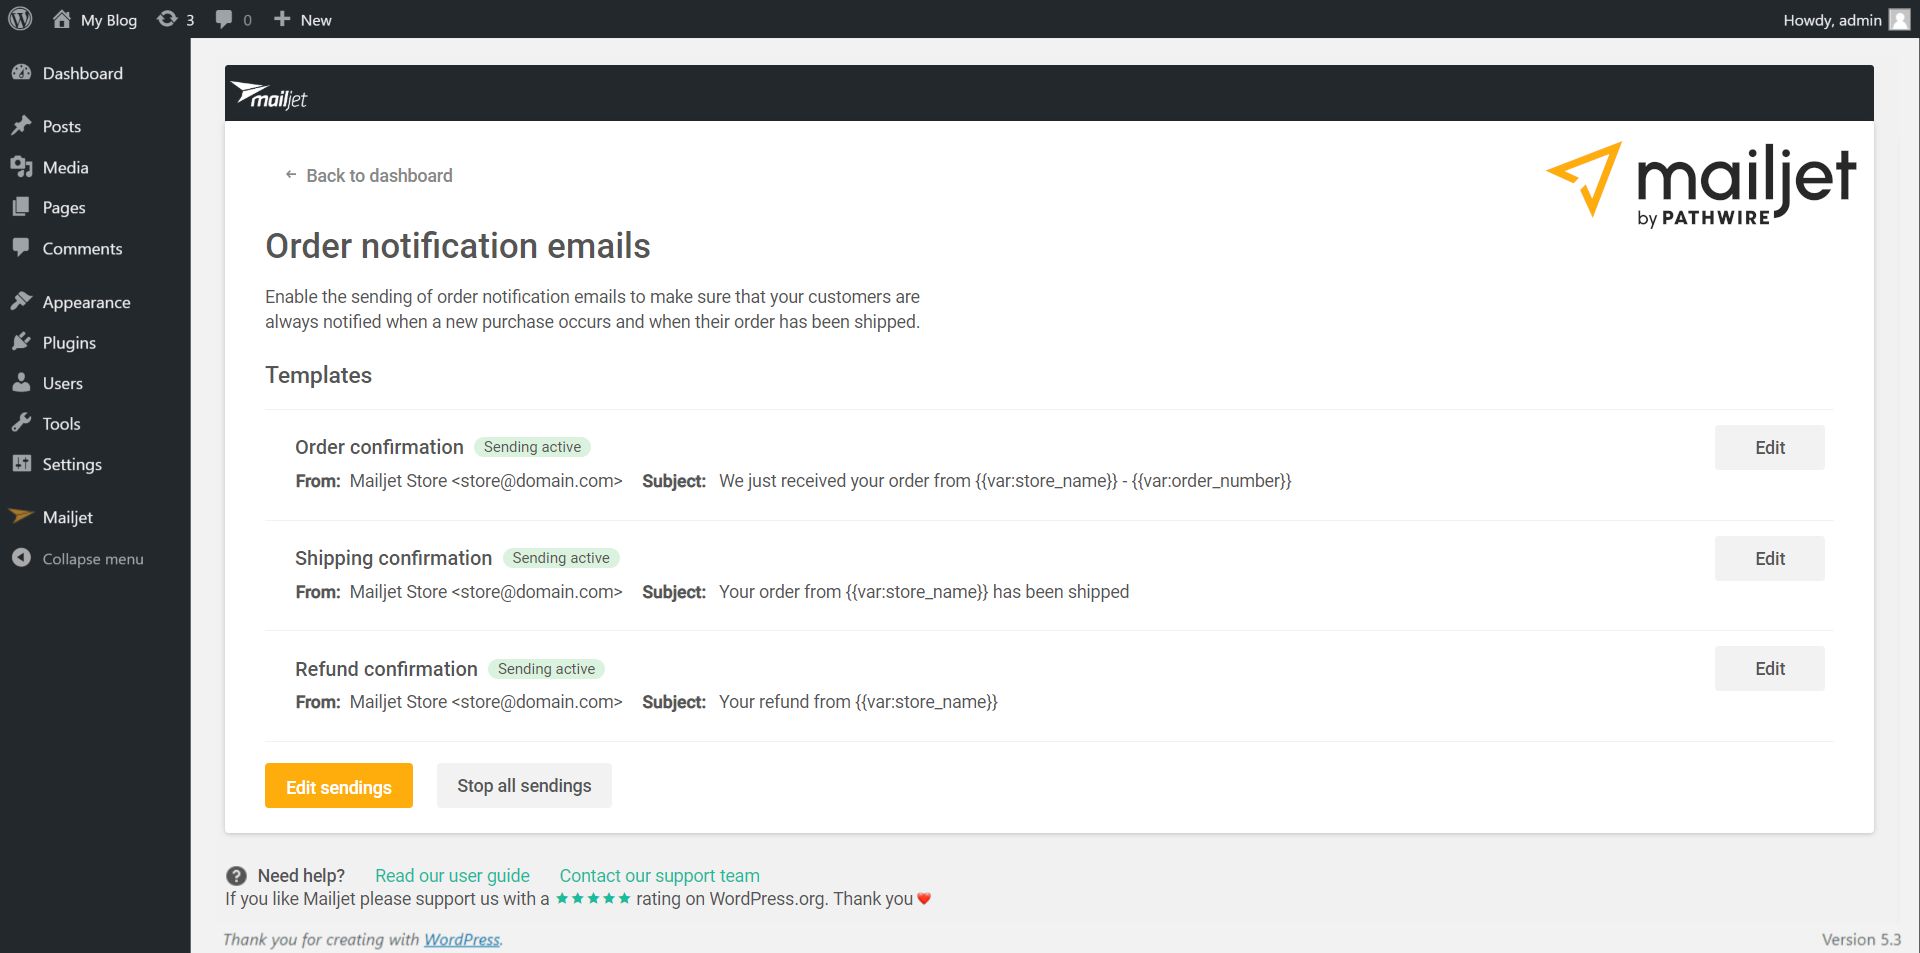 My Blog 3 0 New Howdy, admin
Dashboard
Posts
Media
Pages
Comments
Appearance
Plugins
Users
Tools
Settings
Mailjet
Collapse menu
mailjet
Back to dashboard
mailjet
by PATHWIRE
Order notification emails
Enable the sending of order notification emails to make sure that your customers are
always notified when a new purchase occurs and when their order has been shipped.
Templates
Order confirmation Sending active Edit
From: Mailjet Store <store@domain.com> Subject: We just received your order from {{var:store_name}} - {{var:order_number}}
Shipping confirmation Sending active Edit
From: Mailjet Store <store@domain.com> Subject: Your order from {{var:store_name}} has been shipped
Refund confirmation Sending active Edit
From: Mailjet Store <store@domain.com> Subject: Your refund from {{var:store_name}}
Edit sendings Stop all sendings
Need help? Read our user guide Contact our support team
If you like Mailjet please support us with a ★★★★★ rating on WordPress.org. Thank you ❤
Thank you for creating with WordPress. Version 5.3